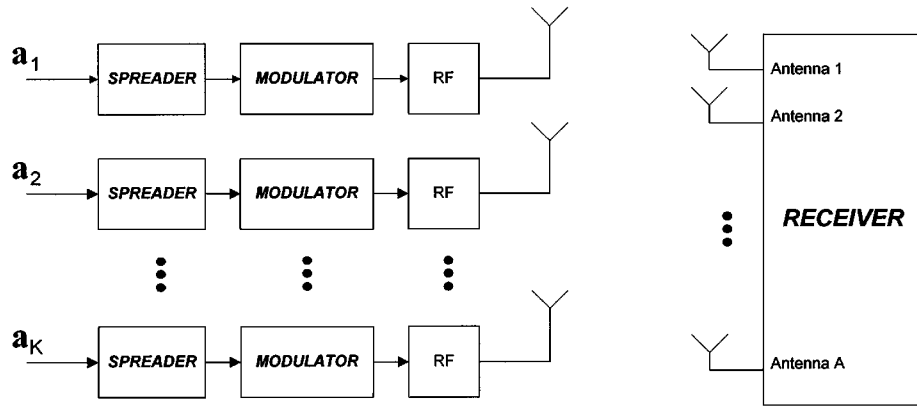 a1 SPREADER MODULATOR RF
Antenna 1
Antenna 2
a2 SPREADER MODULATOR RF
RECEIVER
aK SPREADER MODULATOR RF
Antenna A